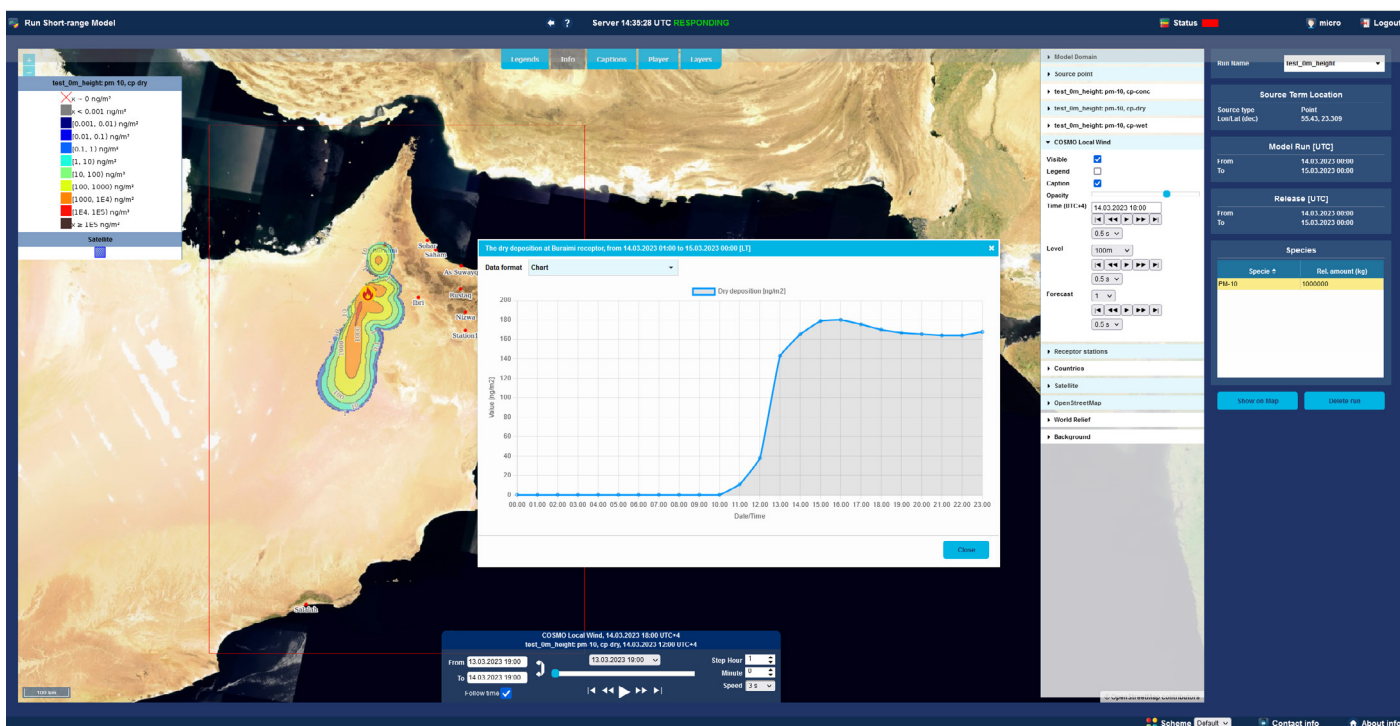 Run Short-range Model
?
Server 14:35:28 UTC RESPONDING
Status
micro
Logout
Legends
Info
Captions
Player
Layers
test_0m_height: pm 10, cp dry
x ~ 0 ng/m²
x < 0.001 ng/m²
[0.001, 0.01) ng/m²
[0.01, 0.1) ng/m²
[0.1, 1) ng/m²
[1, 10) ng/m²
[10, 100) ng/m²
[100, 1000) ng/m²
[1000, 1E4) ng/m²
[1E4, 1E5) ng/m²
x ≥ 1E5 ng/m²
Satellite
Sohar
Saham
As Suwayq
Rustaq
Ibri
Nizwa
Salalah
The dry deposition at Buraimi receptor, from 14.03.2023 01:00 to 15.03.2023 00:00 [LT]
Data format Chart
Dry deposition [ng/m2]
200
180
160
140
120
100
80
60
40
20
0
Value [ng/m2]
00:00 01:00 02:00 03:00 04:00 05:00 06:00 07:00 08:00 09:00 10:00 11:00 12:00 13:00 14:00 15:00 16:00 17:00 18:00 19:00 20:00 21:00 22:00 23:00
Date/Time
Close
COSMO Local Wind, 14.03.2023 18:00 UTC+4
test_0m_height: pm 10, cp dry, 14.03.2023 12:00 UTC+4
From 13.03.2023 19:00
To 14.03.2023 19:00
Follow time
13.03.2023 19:00
Step Hour 1
Minute 0
Speed 3 s
Model Domain
Source point
test_0m_height: pm-10, cp-conc
test_0m_height: pm-10, cp-dry
test_0m_height: pm-10, cp-wet
COSMO Local Wind
Visible
Legend
Caption
Opacity
Time (UTC+4) 14.03.2023 18:00
0.5 s
Level 100m
0.5 s
Forecast 1
0.5 s
Receptor stations
Countries
Satellite
OpenStreetMap
World Relief
Background
© OpenStreetMap contributors
Run Name test_0m_height
Source Term Location
Source type Point
Lon/Lat (dec) 55.43, 23.309
Model Run [UTC]
From 14.03.2023 00:00
To 15.03.2023 00:00
Release [UTC]
From 14.03.2023 00:00
To 15.03.2023 00:00
Species
Specie Rel. amount (kg)
PM-10 1000000
Show on Map
Delete run
Scheme Default
Contact info
About info